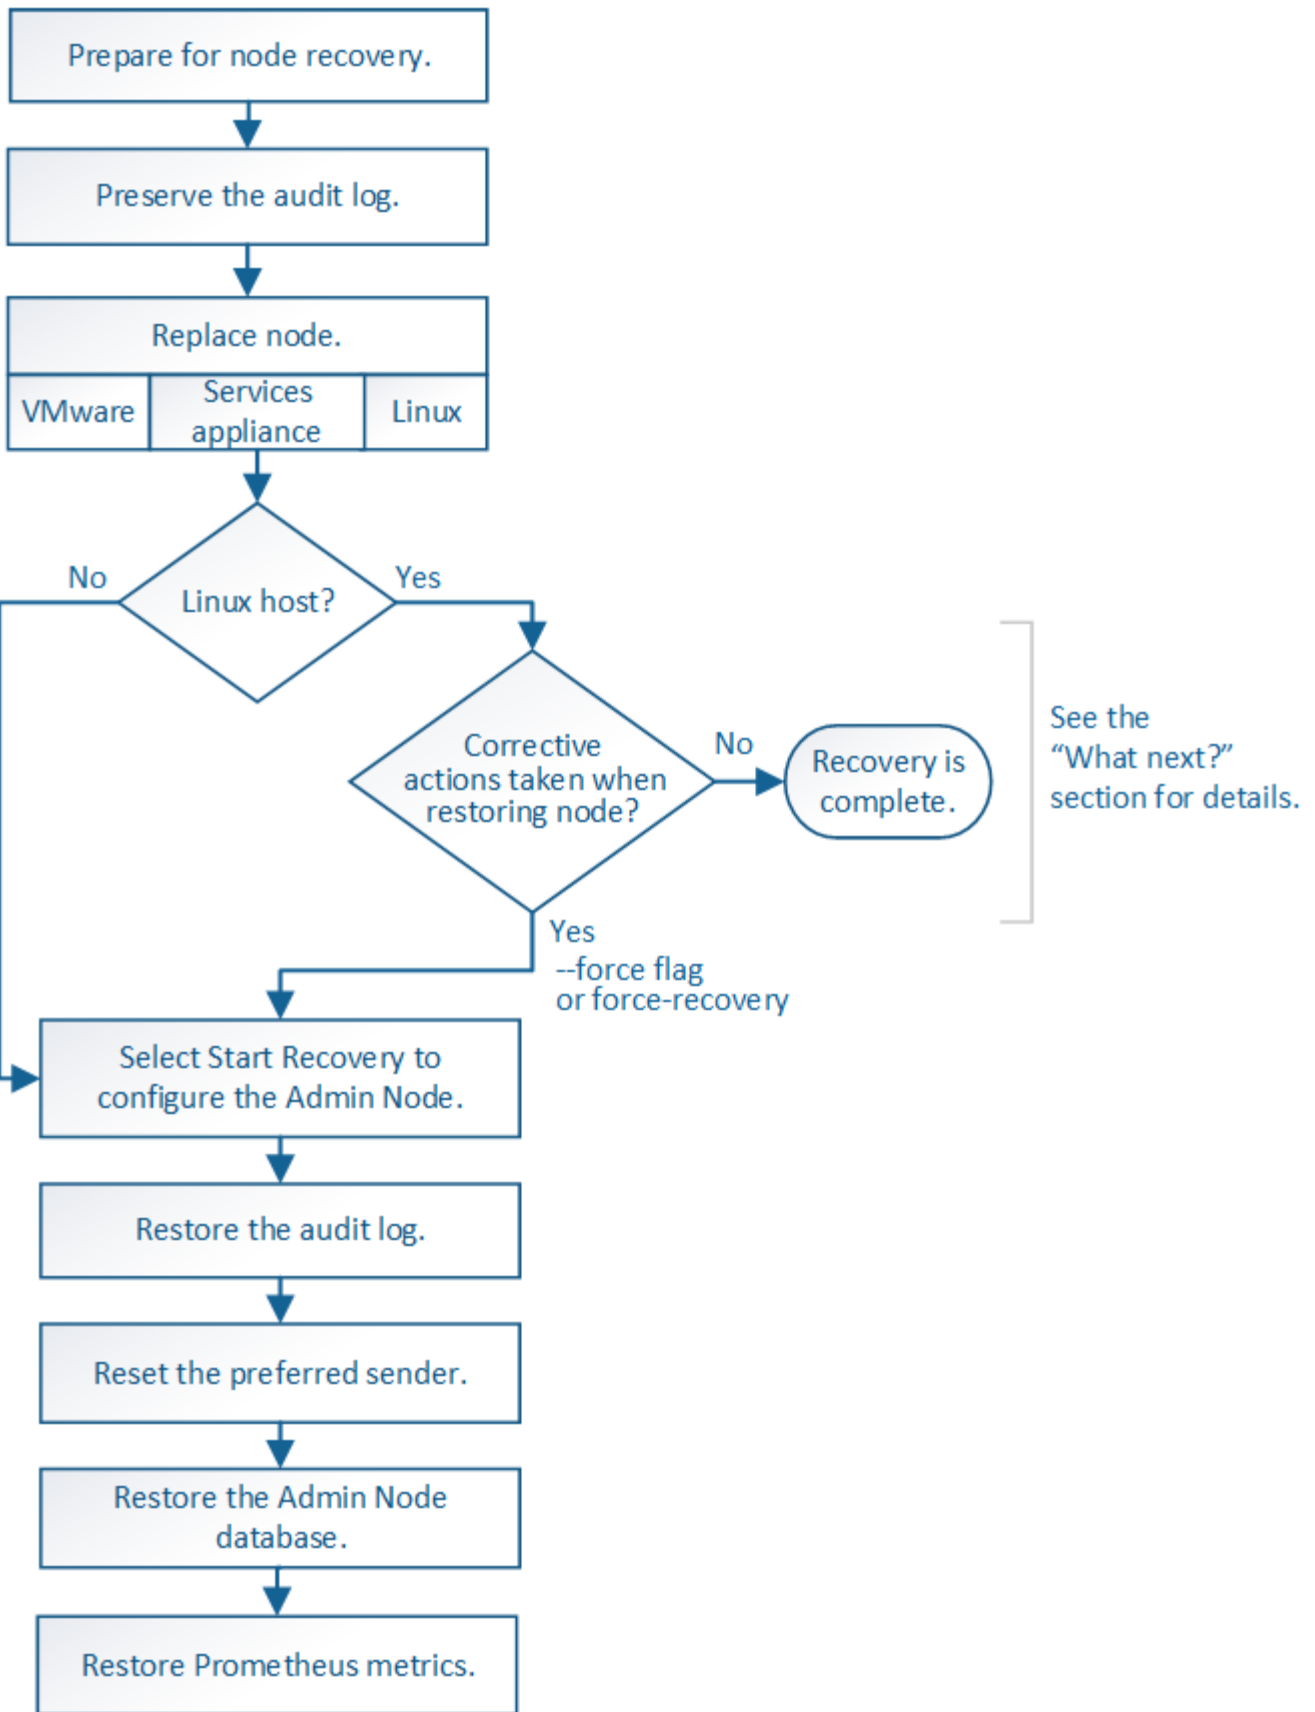 Prepare for node recovery.
Preserve the audit log.
Replace node.
VMware
Services
appliance
Linux
No
Yes
Linux host?
Corrective
actions taken when
restoring node?
No
Recovery is
complete.
See the
“What next?”
section for details.
Yes
--force flag
or force-recovery
Select Start Recovery to
configure the Admin Node.
Restore the audit log.
Reset the preferred sender.
Restore the Admin Node
database.
Restore Prometheus metrics.